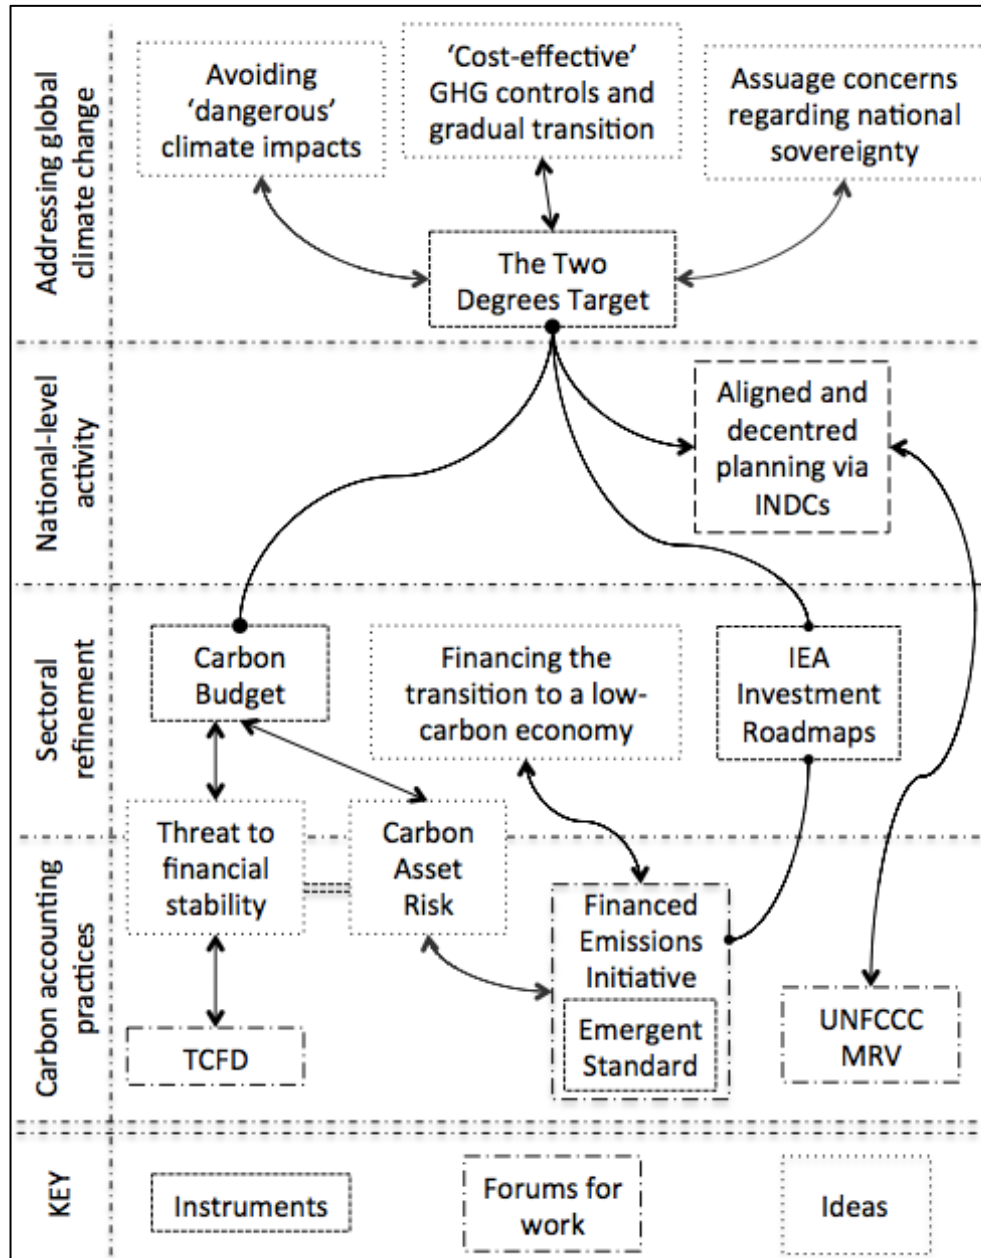 Addressing global
climate change
Avoiding
‘dangerous’
climate impacts
‘Cost-effective’
GHG controls and
gradual transition
Assuage concerns
regarding national
sovereignty
The Two
Degrees Target
National-level
activity
Aligned and
decentred
planning via
INDCs
Sectoral
refinement
Carbon
Budget
Financing the
transition to a low-
carbon economy
IEA
Investment
Roadmaps
Threat to
financial
stability
Carbon
Asset
Risk
Carbon accounting
practices
Financed
Emissions
Initiative
Emergent
Standard
TCFD
UNFCCC
MRV
KEY
Instruments
Forums for
work
Ideas